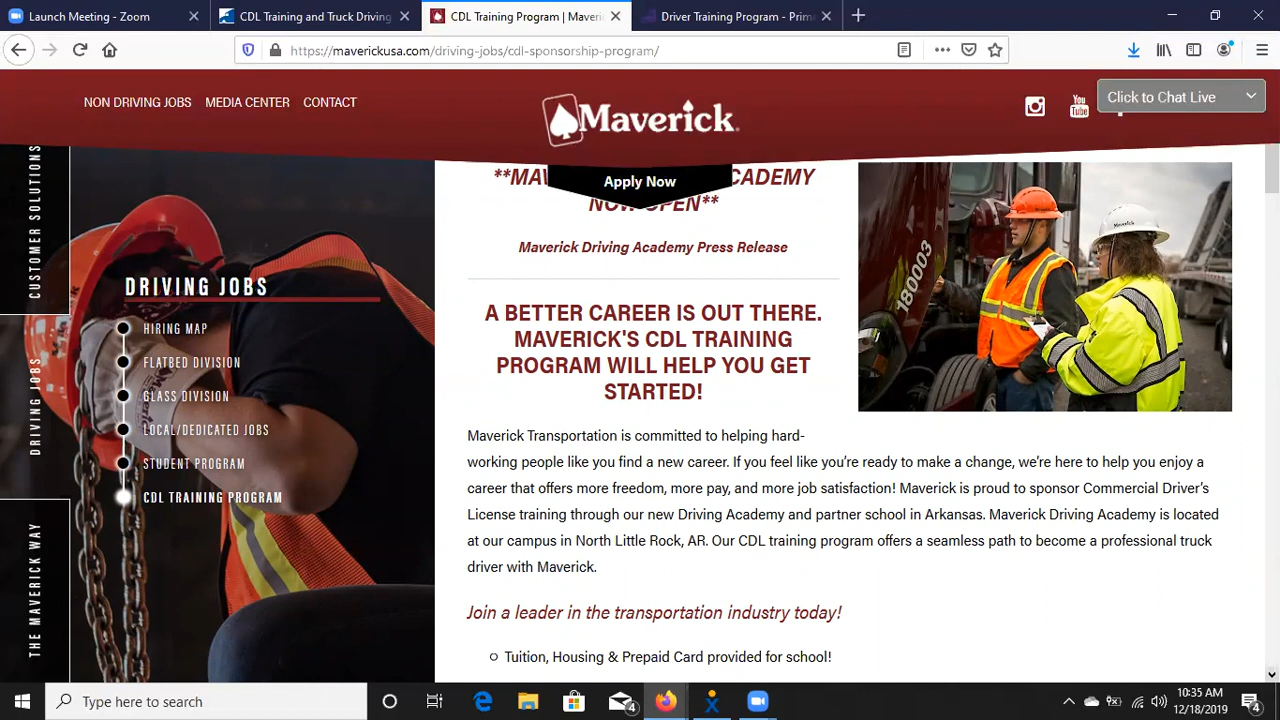 Launch Meeting - Zoom
CDL Training and Truck Driving
CDL Training Program | Maveri
Driver Training Program - Prim
https://maverickusa.com/driving-jobs/cdl-sponsorship-program/
NON DRIVING JOBS MEDIA CENTER CONTACT
Maverick
You
Tube
Click to Chat Live
Apply Now
CUSTOMER SOLUTIONS
DRIVING JOBS
THE MAVERICK WAY
DRIVING JOBS
HIRING MAP
FLATBED DIVISION
GLASS DIVISION
LOCAL/DEDICATED JOBS
STUDENT PROGRAM
CDL TRAINING PROGRAM
NOW OPEN**
Maverick Driving Academy Press Release
A BETTER CAREER IS OUT THERE.
MAVERICK'S CDL TRAINING
PROGRAM WILL HELP YOU GET
STARTED!
180003
Maverick
Maverick Transportation is committed to helping hard-
working people like you find a new career. If you feel like you're ready to make a change, we're here to help you enjoy a
career that offers more freedom, more pay, and more job satisfaction! Maverick is proud to sponsor Commercial Driver's
License training through our new Driving Academy and partner school in Arkansas. Maverick Driving Academy is located
at our campus in North Little Rock, AR. Our CDL training program offers a seamless path to become a professional truck
driver with Maverick.
Join a leader in the transportation industry today!
Tuition, Housing & Prepaid Card provided for school!
Type here to search
4
10:35 AM
12/18/2019
4